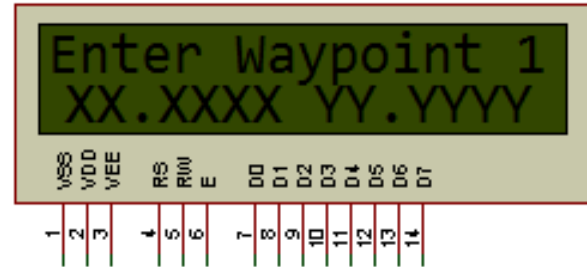 Enter Waypoint 1
XX.XXXX YY.YYYY
VSS VDD VEE RS RW E D0 D1 D2 D3 D4 D5 D6 D7
1 2 3 4 5 6 7 8 9 10 11 12 13 14